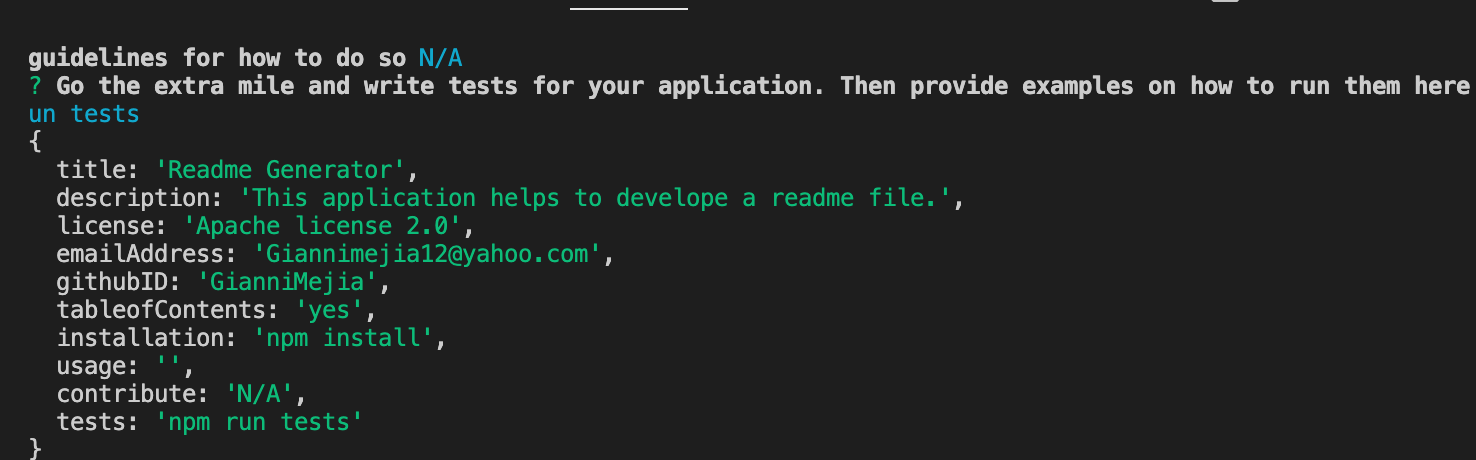 guidelines for how to do so N/A
? Go the extra mile and write tests for your application. Then provide examples on how to run them here
un tests
{
  title: 'Readme Generator',
  description: 'This application helps to develope a readme file.',
  license: 'Apache license 2.0',
  emailAddress: 'Giannimejia12@yahoo.com',
  githubID: 'GianniMejia',
  tableofContents: 'yes',
  installation: 'npm install',
  usage: '',
  contribute: 'N/A',
  tests: 'npm run tests'
}